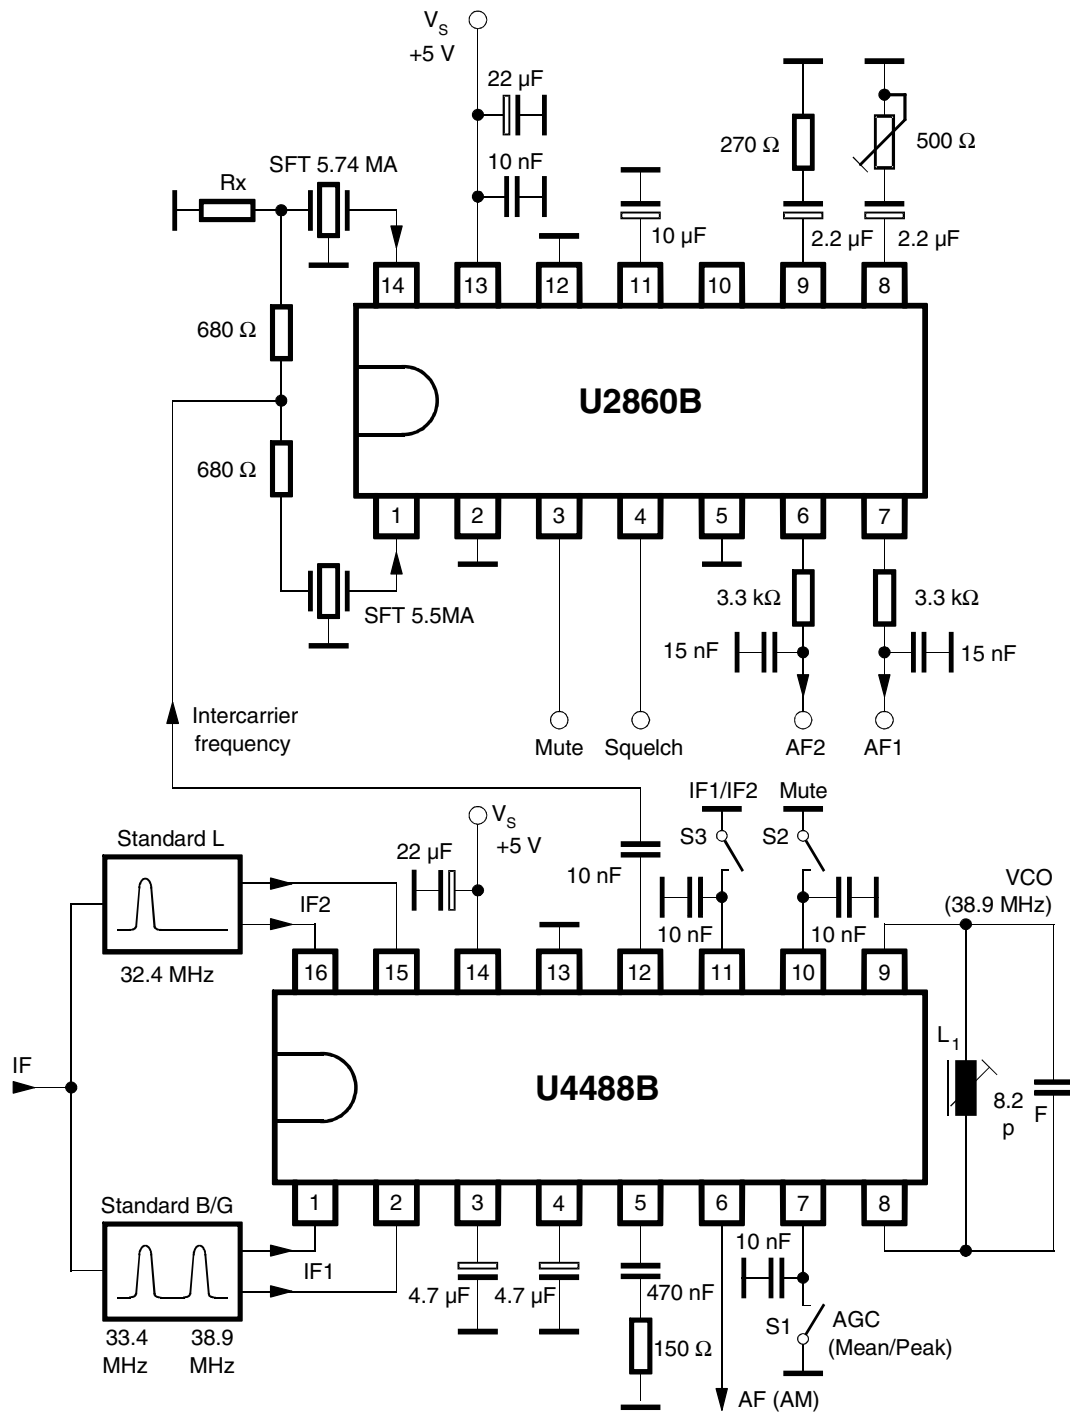 V_S
+5 V
22 µF
10 nF
SFT 5.74 MA
Rx
270 Ω
500 Ω
10 µF
2.2 µF
2.2 µF
14
13
12
11
10
9
8
680 Ω
U2860B
680 Ω
1
2
3
4
5
6
7
SFT 5.5MA
3.3 kΩ
3.3 kΩ
15 nF
15 nF
Intercarrier
frequency
Mute
Squelch
AF2
AF1
IF1/IF2
Mute
Standard L
V_S
+5 V
22 µF
S3
S2
10 nF
VCO
(38.9 MHz)
IF2
10 nF
10 nF
32.4 MHz
16
15
14
13
12
11
10
9
IF
U4488B
L_1
8.2
p
F
Standard B/G
1
2
3
4
5
6
7
8
IF1
4.7 µF
4.7 µF
470 nF
10 nF
33.4
MHz
38.9
MHz
150 Ω
S1
AGC
(Mean/Peak)
AF (AM)